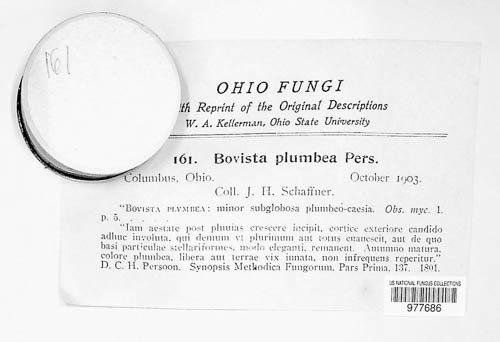 161
OHIO FUNGI
ith Reprint of the Original Descriptions
W. A. Kellerman, Ohio State University
161. Bovista plumbea Pers.
Columbus, Ohio. October 1903.
Coll. J. H. Schaffner.
"BOVISTA PLVMBEA: minor subglobosa plumbeo-caesia. Obs. myc. 1.
p. 5. . . . .
"Iam aestate post pluuias crescere incipit, cortice exteriore candido
adhuc involuta, qui demum vt plurimum aut totus euanescit, aut de quo
basi particulae stellariformes, modo eleganti, remanent. Autumno matura,
colore plumbea, libera aut terrae vix innata, non infrequens reperitur."
D. C. H. Persoon. Synopsis Methodica Fungorum, Pars Prima. 137. 1801.
US NATIONAL FUNGUS COLLECTIONS
977686